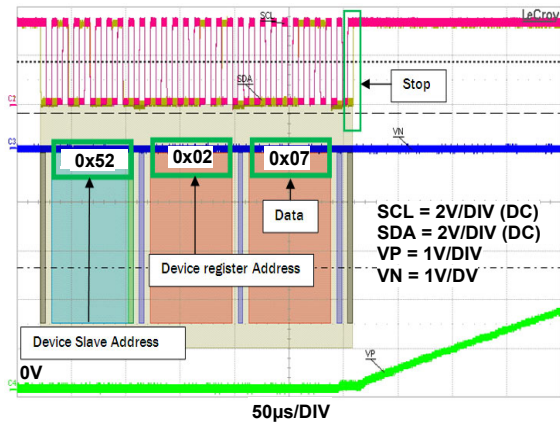 SCL
LeCroy
SDA
Stop
C2
C3
VN
0x52
0x02
0x07
Data
SCL = 2V/DIV (DC)
SDA = 2V/DIV (DC)
VP = 1V/DIV
VN = 1V/DV
Device register Address
Device Slave Address
0V
VP
C4
50µs/DIV